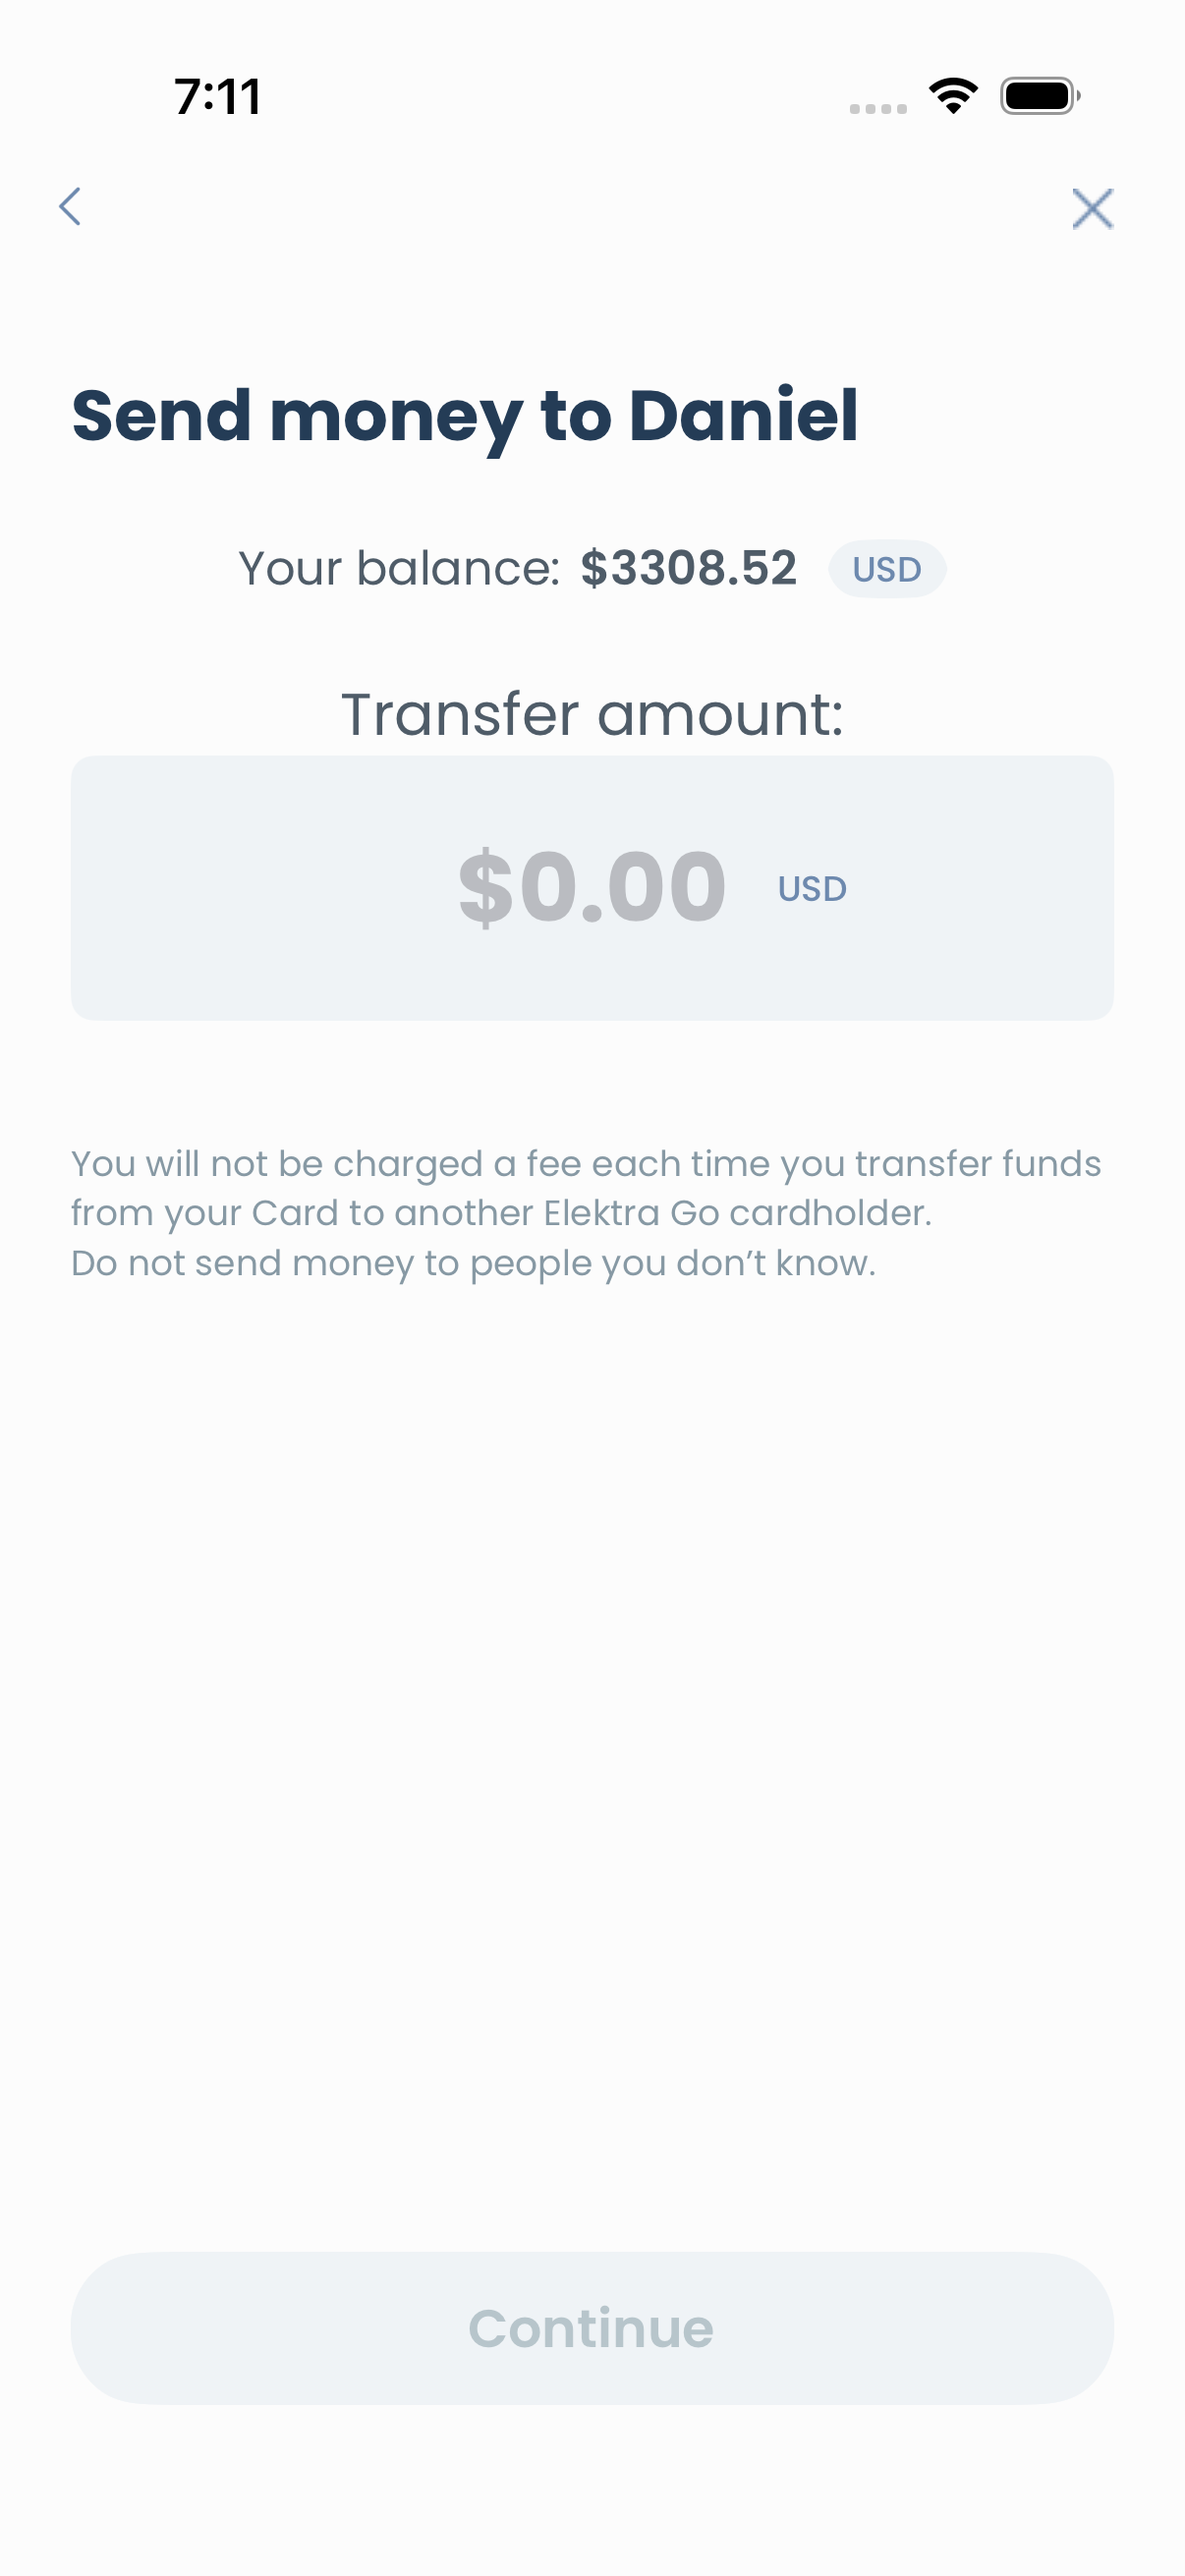 7:11
Send money to Daniel
Your balance: $3308.52 USD
Transfer amount:
$0.00 USD
You will not be charged a fee each time you transfer funds
from your Card to another Elektra Go cardholder.
Do not send money to people you don’t know.
Continue